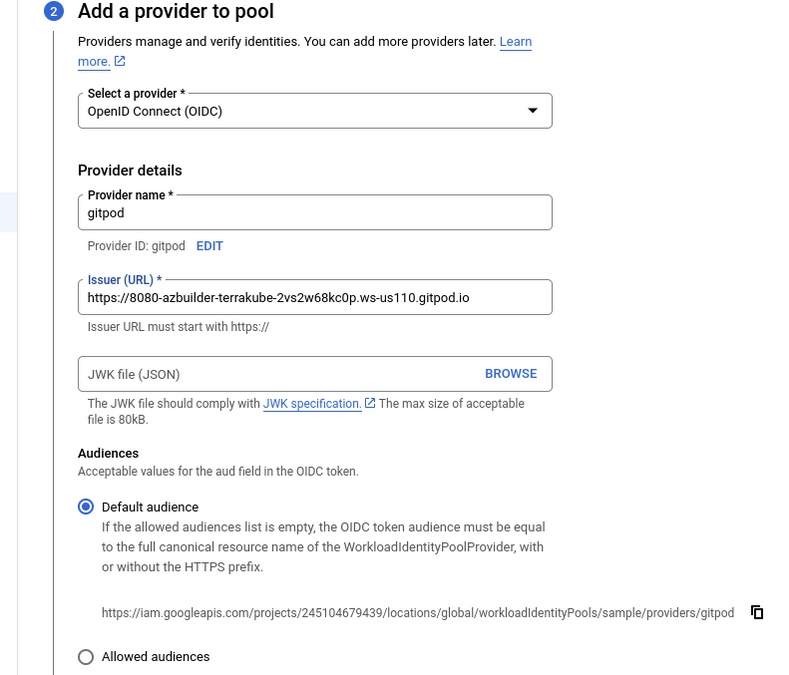 2 Add a provider to pool
Providers manage and verify identities. You can add more providers later. Learn
more.
Select a provider *
OpenID Connect (OIDC)
Provider details
Provider name *
gitpod
Provider ID: gitpod EDIT
Issuer (URL) *
https://8080-azbuilder-terrakube-2vs2w68kc0p.ws-us110.gitpod.io
Issuer URL must start with https://
JWK file (JSON) BROWSE
The JWK file should comply with JWK specification. The max size of acceptable
file is 80kB.
Audiences
Acceptable values for the aud field in the OIDC token.
Default audience
If the allowed audiences list is empty, the OIDC token audience must be equal
to the full canonical resource name of the WorkloadIdentityPoolProvider, with
or without the HTTPS prefix.
https://iam.googleapis.com/projects/245104679439/locations/global/workloadIdentityPools/sample/providers/gitpod
Allowed audiences